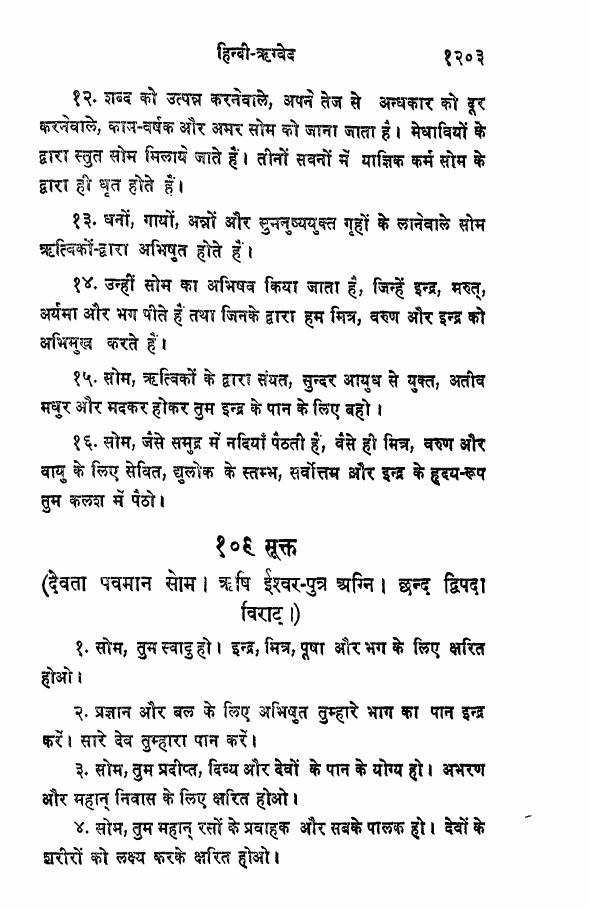 हिन्दी-ऋग्वेद १२०३
१२. शब्द को उत्पन्न करनेवाले, अपने तेज से अन्धकार को दूर
करनेवाले, काम-वर्षक और अमर सोम को जाना जाता है। मेधावियों के
द्वारा स्तुत सोम मिलाये जाते हैं। तीनों सवनों में याज्ञिक कर्म सोम के
द्वारा ही धृत होते हैं।
१३. धनों, गायों, अन्नों और सुमनुष्ययुक्त गृहों के लानेवाले सोम
ऋत्विकों-द्वारा अभिषुत होते हैं।
१४. उन्हीं सोम का अभिषव किया जाता है, जिन्हें इन्द्र, मरुत्,
अर्यमा और भग पीते हैं तथा जिनके द्वारा हम मित्र, वरुण और इन्द्र को
अभिमुख करते हैं।
१५. सोम, ऋत्विकों के द्वारा संयत, सुन्दर आयुध से युक्त, अतीव
मधुर और मदकर होकर तुम इन्द्र के पान के लिए बहो।
१६. सोम, जैसे समुद्र में नदियाँ पैठती हैं, वैसे ही मित्र, वरुण और
वायु के लिए सेवित, द्युलोक के स्तम्भ, सर्वोत्तम और इन्द्र के हृदय-रूप
तुम कलश में पैठो।
१०६ सूक्त
(देवता पवमान सोम। ऋषि ईश्वर-पुत्र अग्नि। छन्द द्विपदा
विराट्।)
१. सोम, तुम स्वादु हो। इन्द्र, मित्र, पूषा और भग के लिए क्षरित
होओ।
२. प्रज्ञान और बल के लिए अभिषुत तुम्हारे भाग का पान इन्द्र
करें। सारे देव तुम्हारा पान करें।
३. सोम, तुम प्रदीप्त, दिव्य और देवों के पान के योग्य हो। अभरण
और महान् निवास के लिए क्षरित होओ।
४. सोम, तुम महान् रसों के प्रवाहक और सबके पालक हो। देवों के
शरीरों को लक्ष्य करके क्षरित होओ।